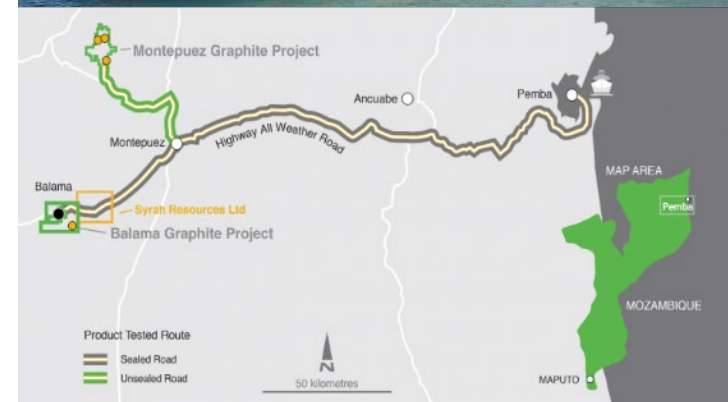 Montepuez Graphite Project
Ancuabe
Pemba
Highway All Weather Road
Montepuez
MAP AREA
Balama
Syrah Resources Ltd
Pemba
Balama Graphite Project
MOZAMBIQUE
Product Tested Route
Sealed Road
N
Unsealed Road
50 kilometres
MAPUTO